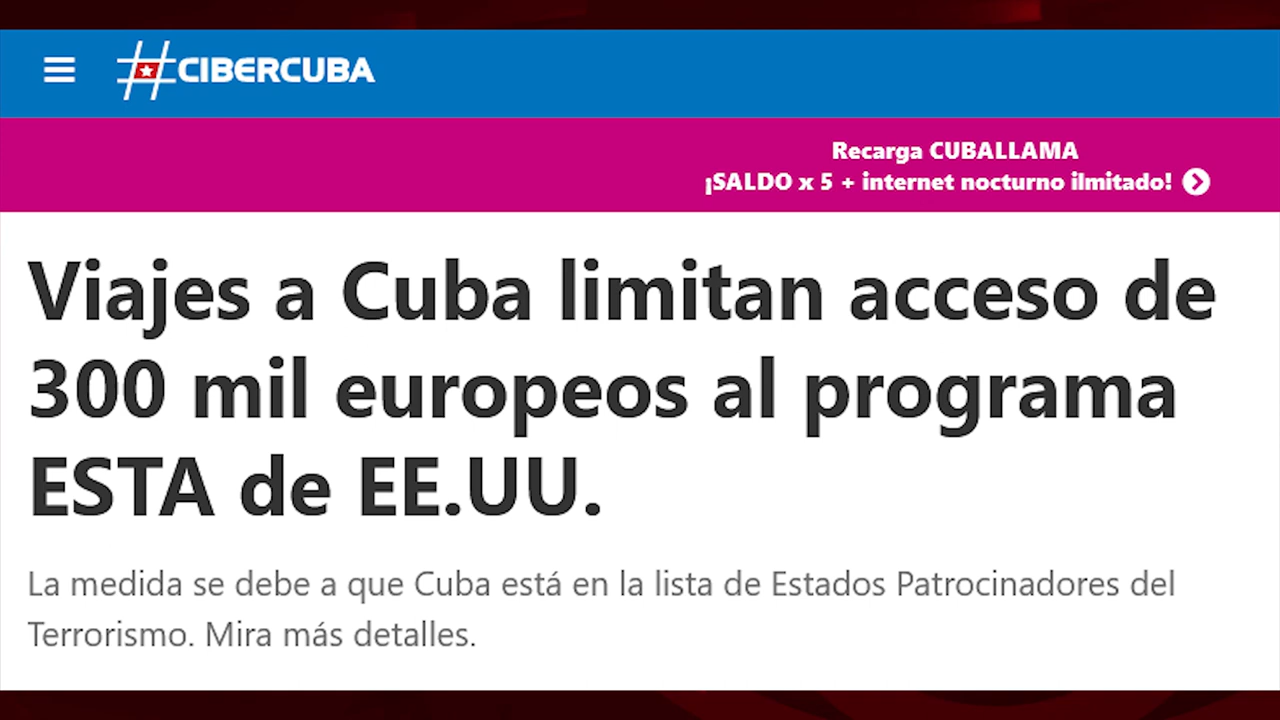 #CIBERCUBA
Recarga CUBALLAMA
¡SALDO x 5 + internet nocturno ilmitado!
Viajes a Cuba limitan acceso de
300 mil europeos al programa
ESTA de EE.UU.
La medida se debe a que Cuba está en la lista de Estados Patrocinadores del
Terrorismo. Mira más detalles.